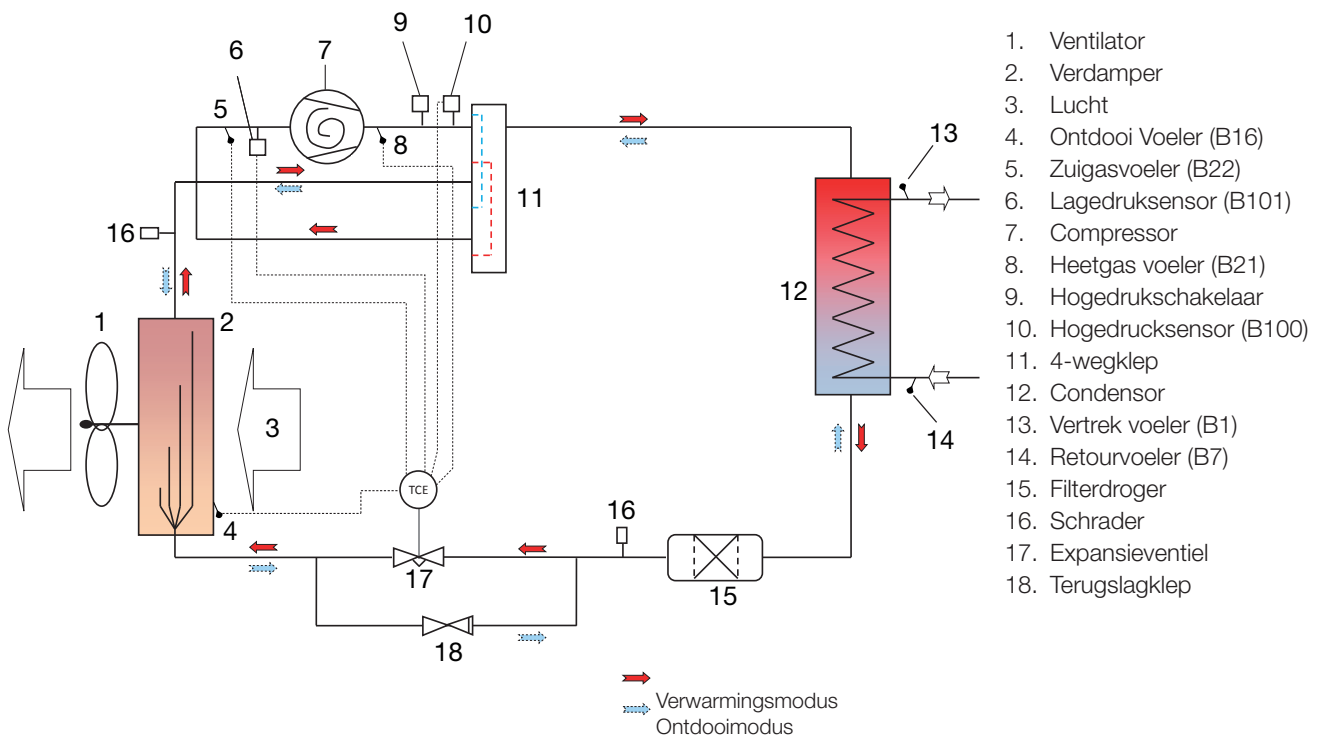 9
10
7
6
5
8
11
13
16
12
1
2
3
14
4
TCE
16
17
15
18
1. Ventilator
2. Verdamper
3. Lucht
4. Ontdooi Voeler (B16)
5. Zuigasvoeler (B22)
6. Lagedruksensor (B101)
7. Compressor
8. Heetgas voeler (B21)
9. Hogedrukschakelaar
10. Hogedrucksensor (B100)
11. 4-wegklep
12. Condensor
13. Vertrek voeler (B1)
14. Retourvoeler (B7)
15. Filterdroger
16. Schrader
17. Expansieventiel
18. Terugslagklep
Verwarmingsmodus
Ontdooimodus